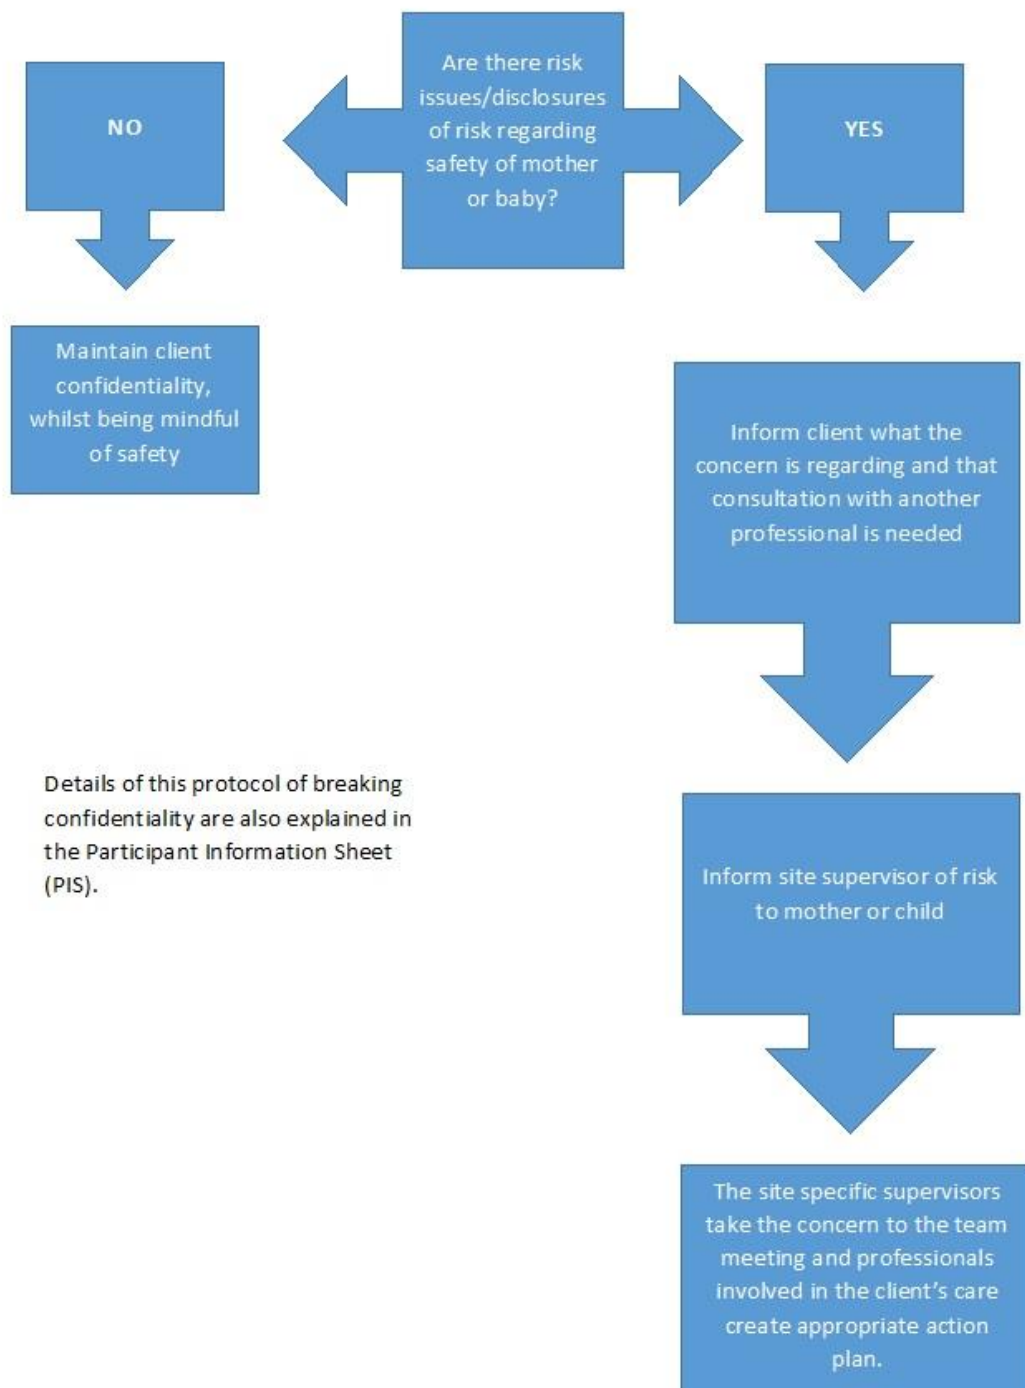 Are there risk
issues/disclosures
of risk regarding
safety of mother
or baby?
NO
YES
Maintain client
confidentiality,
whilst being mindful
of safety
Inform client what the
concern is regarding and that
consultation with another
professional is needed
Details of this protocol of breaking
confidentiality are also explained in
the Participant Information Sheet
(PIS).
Inform site supervisor of risk
to mother or child
The site specific supervisors
take the concern to the team
meeting and professionals
involved in the client's care
create appropriate action
plan.